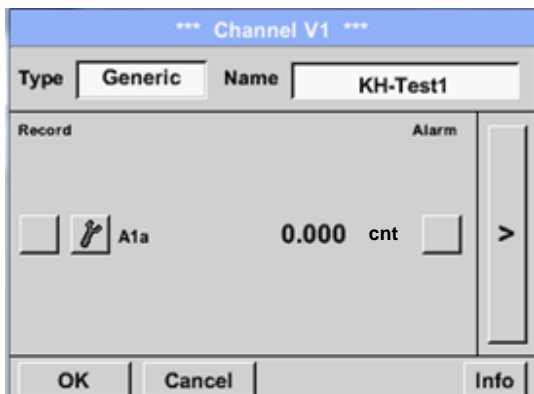 *** Channel V1 ***
Type Generic Name KH-Test1
Record Alarm
A1a 0.000 cnt >
OK Cancel Info